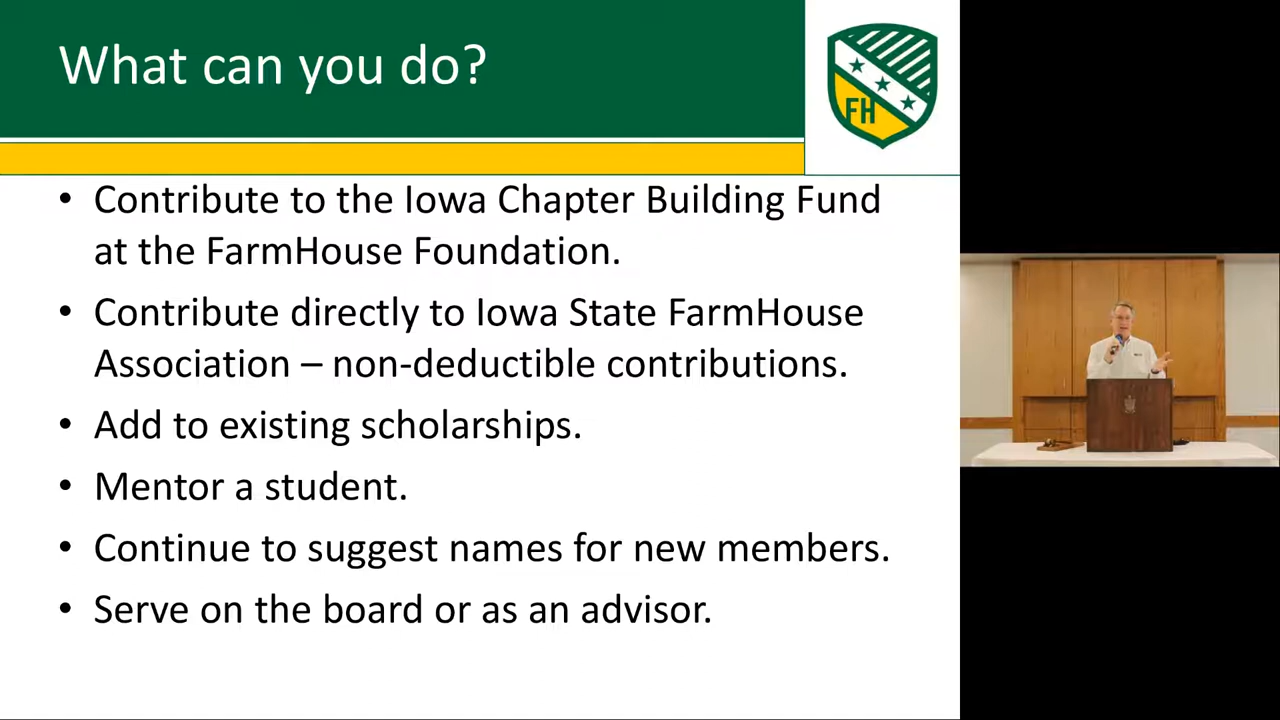 What can you do?
FH
• Contribute to the Iowa Chapter Building Fund
at the FarmHouse Foundation.
• Contribute directly to Iowa State FarmHouse
Association – non-deductible contributions.
• Add to existing scholarships.
• Mentor a student.
• Continue to suggest names for new members.
• Serve on the board or as an advisor.